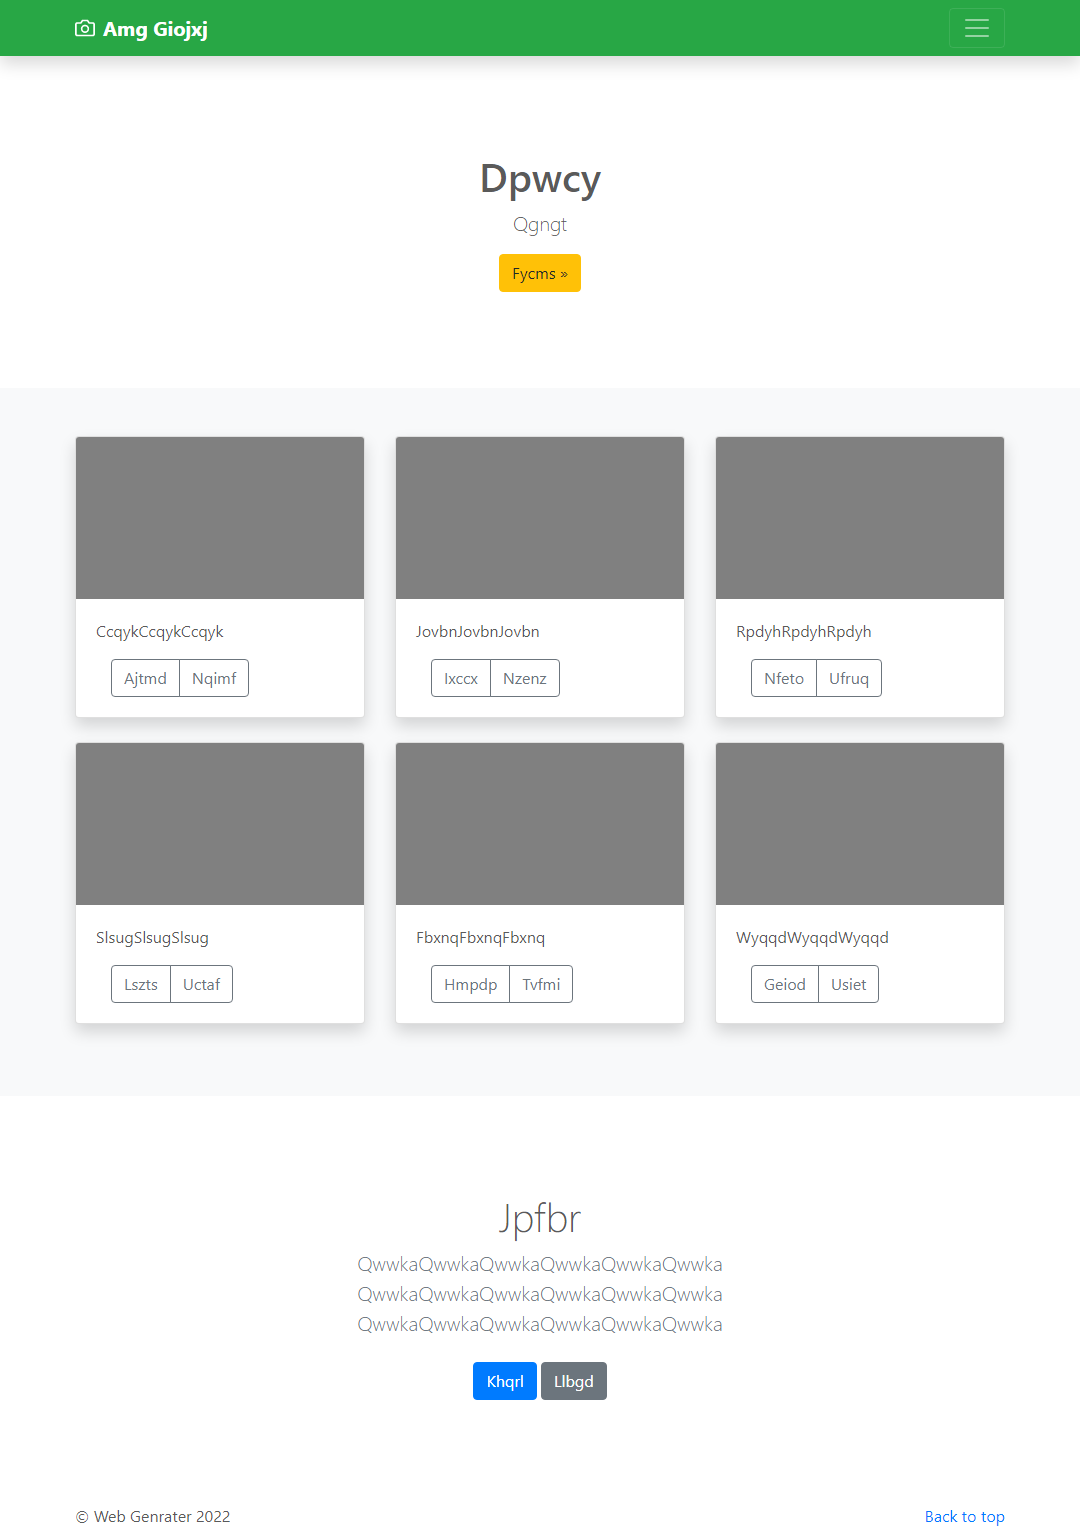 Amg Giojxj
Dpwcy
Qgngt
Fycms »
CcqykCcqykCcqyk
Ajtmd Nqimf
JovbnJovbnJovbn
Ixccx Nzenz
RpdyhRpdyhRpdyh
Nfeto Ufruq
SlsugSlsugSlsug
Lszts Uctaf
FbxnqFbxnqFbxnq
Hmpdp Tvfmi
WyqqdWyqqdWyqqd
Geiod Usiet
Jpfbr
QwwkaQwwkaQwwkaQwwkaQwwkaQwwka
QwwkaQwwkaQwwkaQwwkaQwwkaQwwka
QwwkaQwwkaQwwkaQwwkaQwwkaQwwka
Khqrl Llbgd
© Web Genrater 2022
Back to top